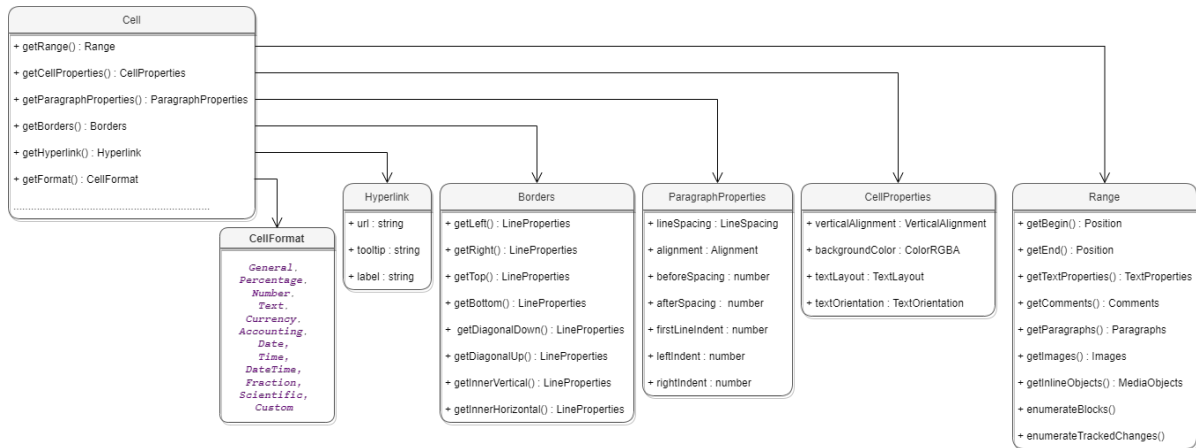 Cell
+ getRange() : Range
+ getCellProperties() : CellProperties
+ getParagraphProperties() : ParagraphProperties
+ getBorders() : Borders
+ getHyperlink() : Hyperlink
+ getFormat() : CellFormat
CellFormat
General,
Percentage,
Number,
Text,
Currency,
Accounting,
Date,
Time,
DateTime,
Fraction,
Scientific,
Custom
Hyperlink
+ url : string
+ tooltip : string
+ label : string
Borders
+ getLeft() : LineProperties
+ getRight() : LineProperties
+ getTop() : LineProperties
+ getBottom() : LineProperties
+ getDiagonalDown() : LineProperties
+ getDiagonalUp() : LineProperties
+ getInnerVertical() : LineProperties
+ getInnerHorizontal() : LineProperties
ParagraphProperties
+ lineSpacing : LineSpacing
+ alignment : Alignment
+ beforeSpacing : number
+ afterSpacing : number
+ firstLineIndent : number
+ leftIndent : number
+ rightIndent : number
CellProperties
+ verticalAlignment : VerticalAlignment
+ backgroundColor : ColorRGBA
+ textLayout : TextLayout
+ textOrientation : TextOrientation
Range
+ getBegin() : Position
+ getEnd() : Position
+ getTextProperties() : TextProperties
+ getComments() : Comments
+ getParagraphs() : Paragraphs
+ getImages() : Images
+ getInlineObjects() : MediaObjects
+ enumerateBlocks()
+ enumerateTrackedChanges()